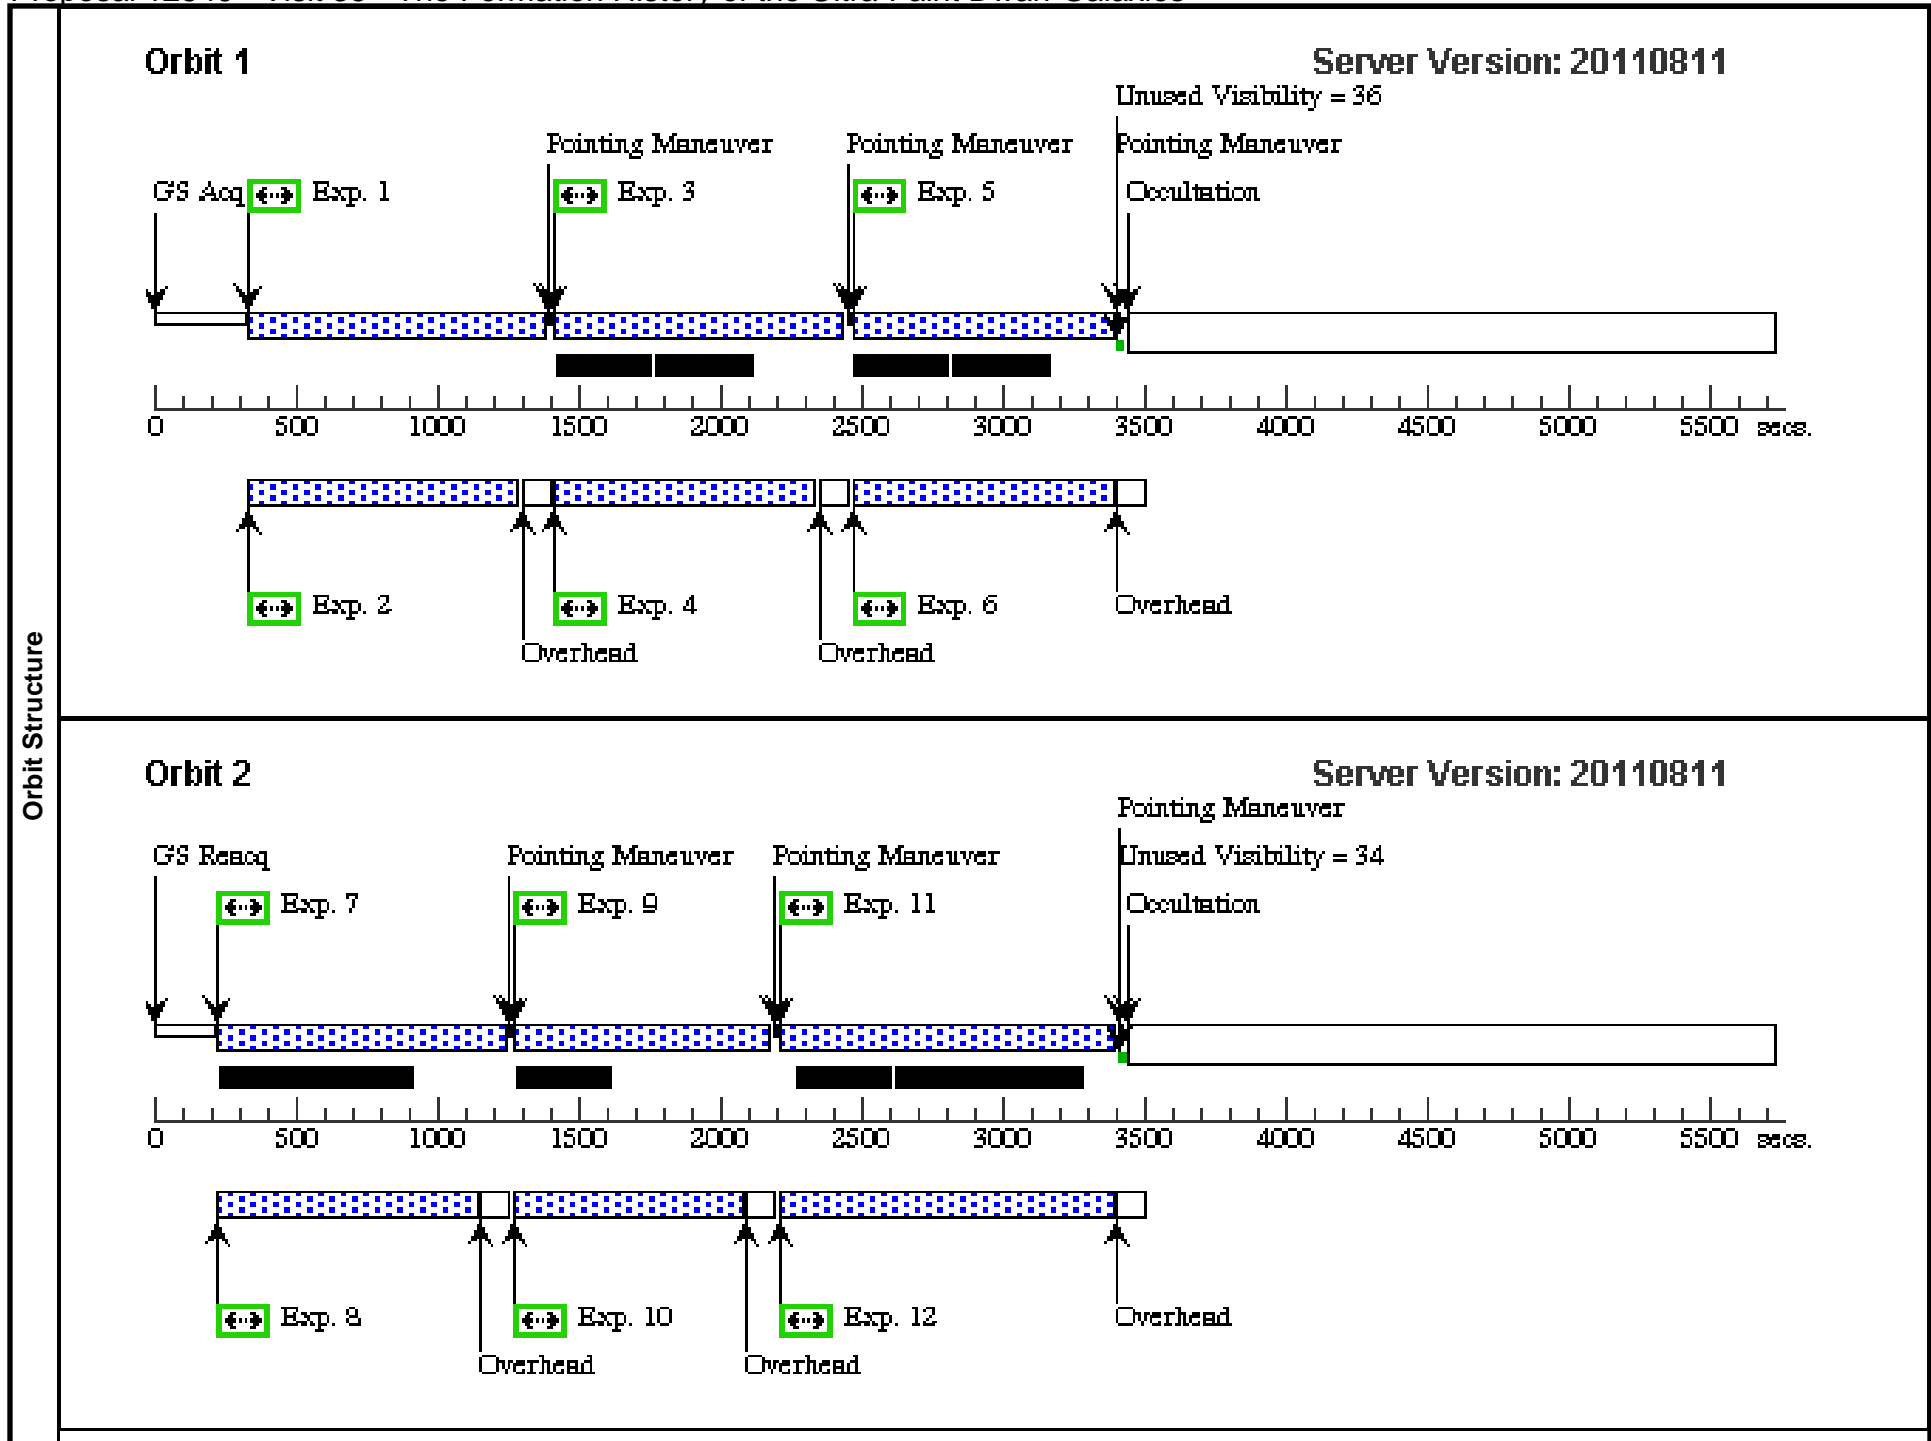 Orbit Structure
Orbit 1
Server Version: 20110811
Unused Visibility = 36
Pointing Maneuver
Pointing Maneuver
Pointing Maneuver
GS Acq
Exp. 1
Exp. 3
Exp. 5
Occultation
0 500 1000 1500 2000 2500 3000 3500 4000 4500 5000 5500 secs.
Exp. 2
Exp. 4
Exp. 6
Overhead
Overhead
Overhead
Orbit 2
Server Version: 20110811
Pointing Maneuver
GS Reacq
Pointing Maneuver
Pointing Maneuver
Unused Visibility = 34
Exp. 7
Exp. 9
Exp. 11
Occultation
0 500 1000 1500 2000 2500 3000 3500 4000 4500 5000 5500 secs.
Exp. 8
Exp. 10
Exp. 12
Overhead
Overhead
Overhead